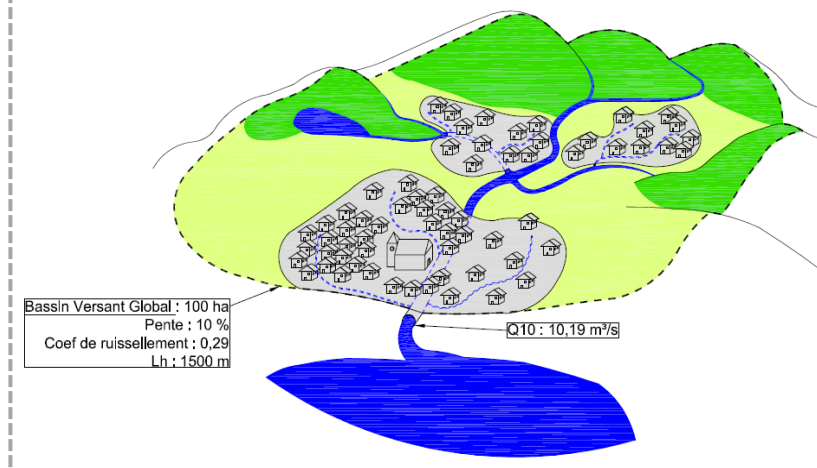 Bassin Versant Global : 100 ha
Pente : 10 %
Coef de ruissellement : 0,29
Lh : 1500 m
Q10 : 10,19 m³/s